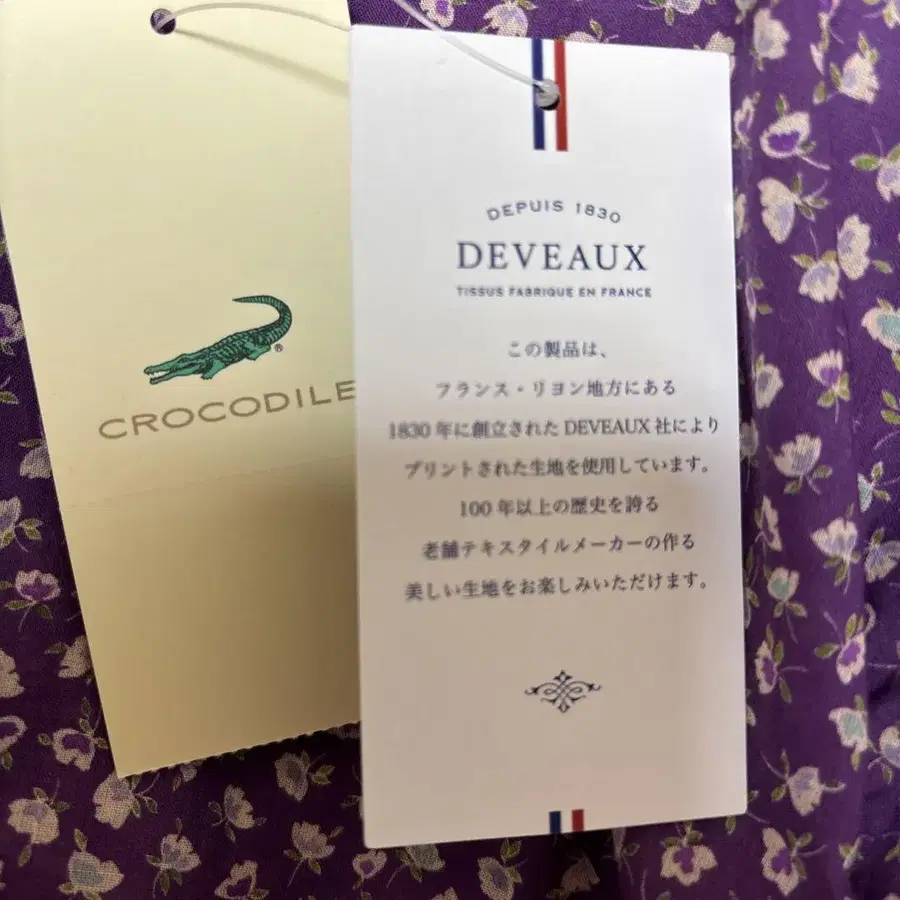 CROCODILE
DEPUIS 1830
DEVEAUX
TISSUS FABRIQUE EN FRANCE
この製品は、
フランス・リヨン地方にある
1830年に創立されたDEVEAUX社により
プリントされた生地を使用しています。
100年以上の歴史を誇る
老舗テキスタイルメーカーの作る
美しい生地をお楽しみいただけます。